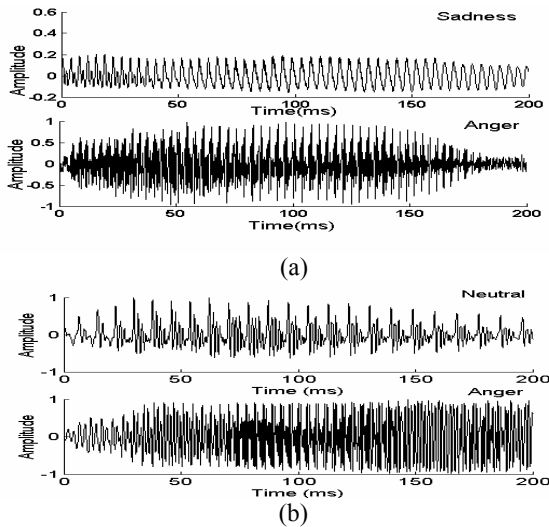 Sadness
0.6
0.4
0.2
0
-0.2
Amplitude
0 50 100 150 200
Time(ms)
Anger
1
0.5
0
-0.5
-1
Amplitude
0 50 100 150 200
Time(ms)
(a)
Neutral
1
0
1
Amplitude
0 50 100 150 200
Time (ms)
Anger
1
0
-1
Amplitude
0 50 100 150 200
Time (ms)
(b)